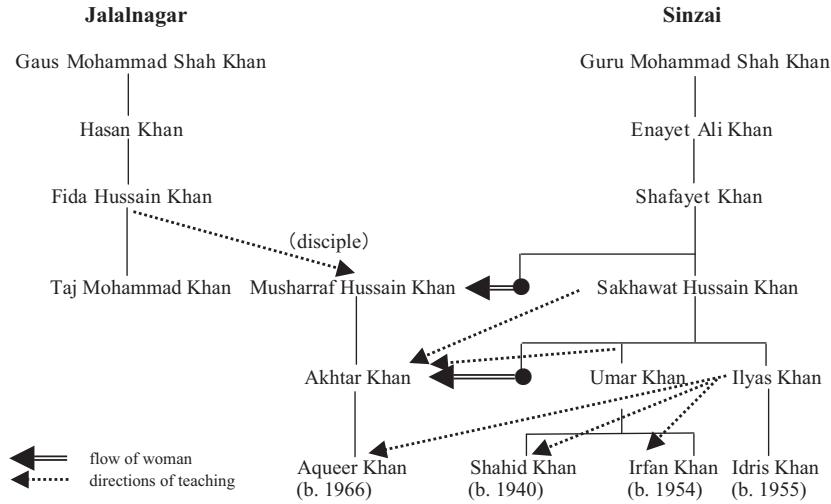 Jalalnagar Sinzai
Gaus Mohammad Shah Khan Guru Mohammad Shah Khan
Hasan Khan Enayet Ali Khan
Fida Hussain Khan Shafayet Khan
(disciple)
Taj Mohammad Khan Musharraf Hussain Khan Sakhawat Hussain Khan
Akhtar Khan Umar Khan Ilyas Khan
flow of woman
Aqueer Khan Shahid Khan Irfan Khan Idris Khan
directions of teaching
(b. 1966) (b. 1940) (b. 1954) (b. 1955)